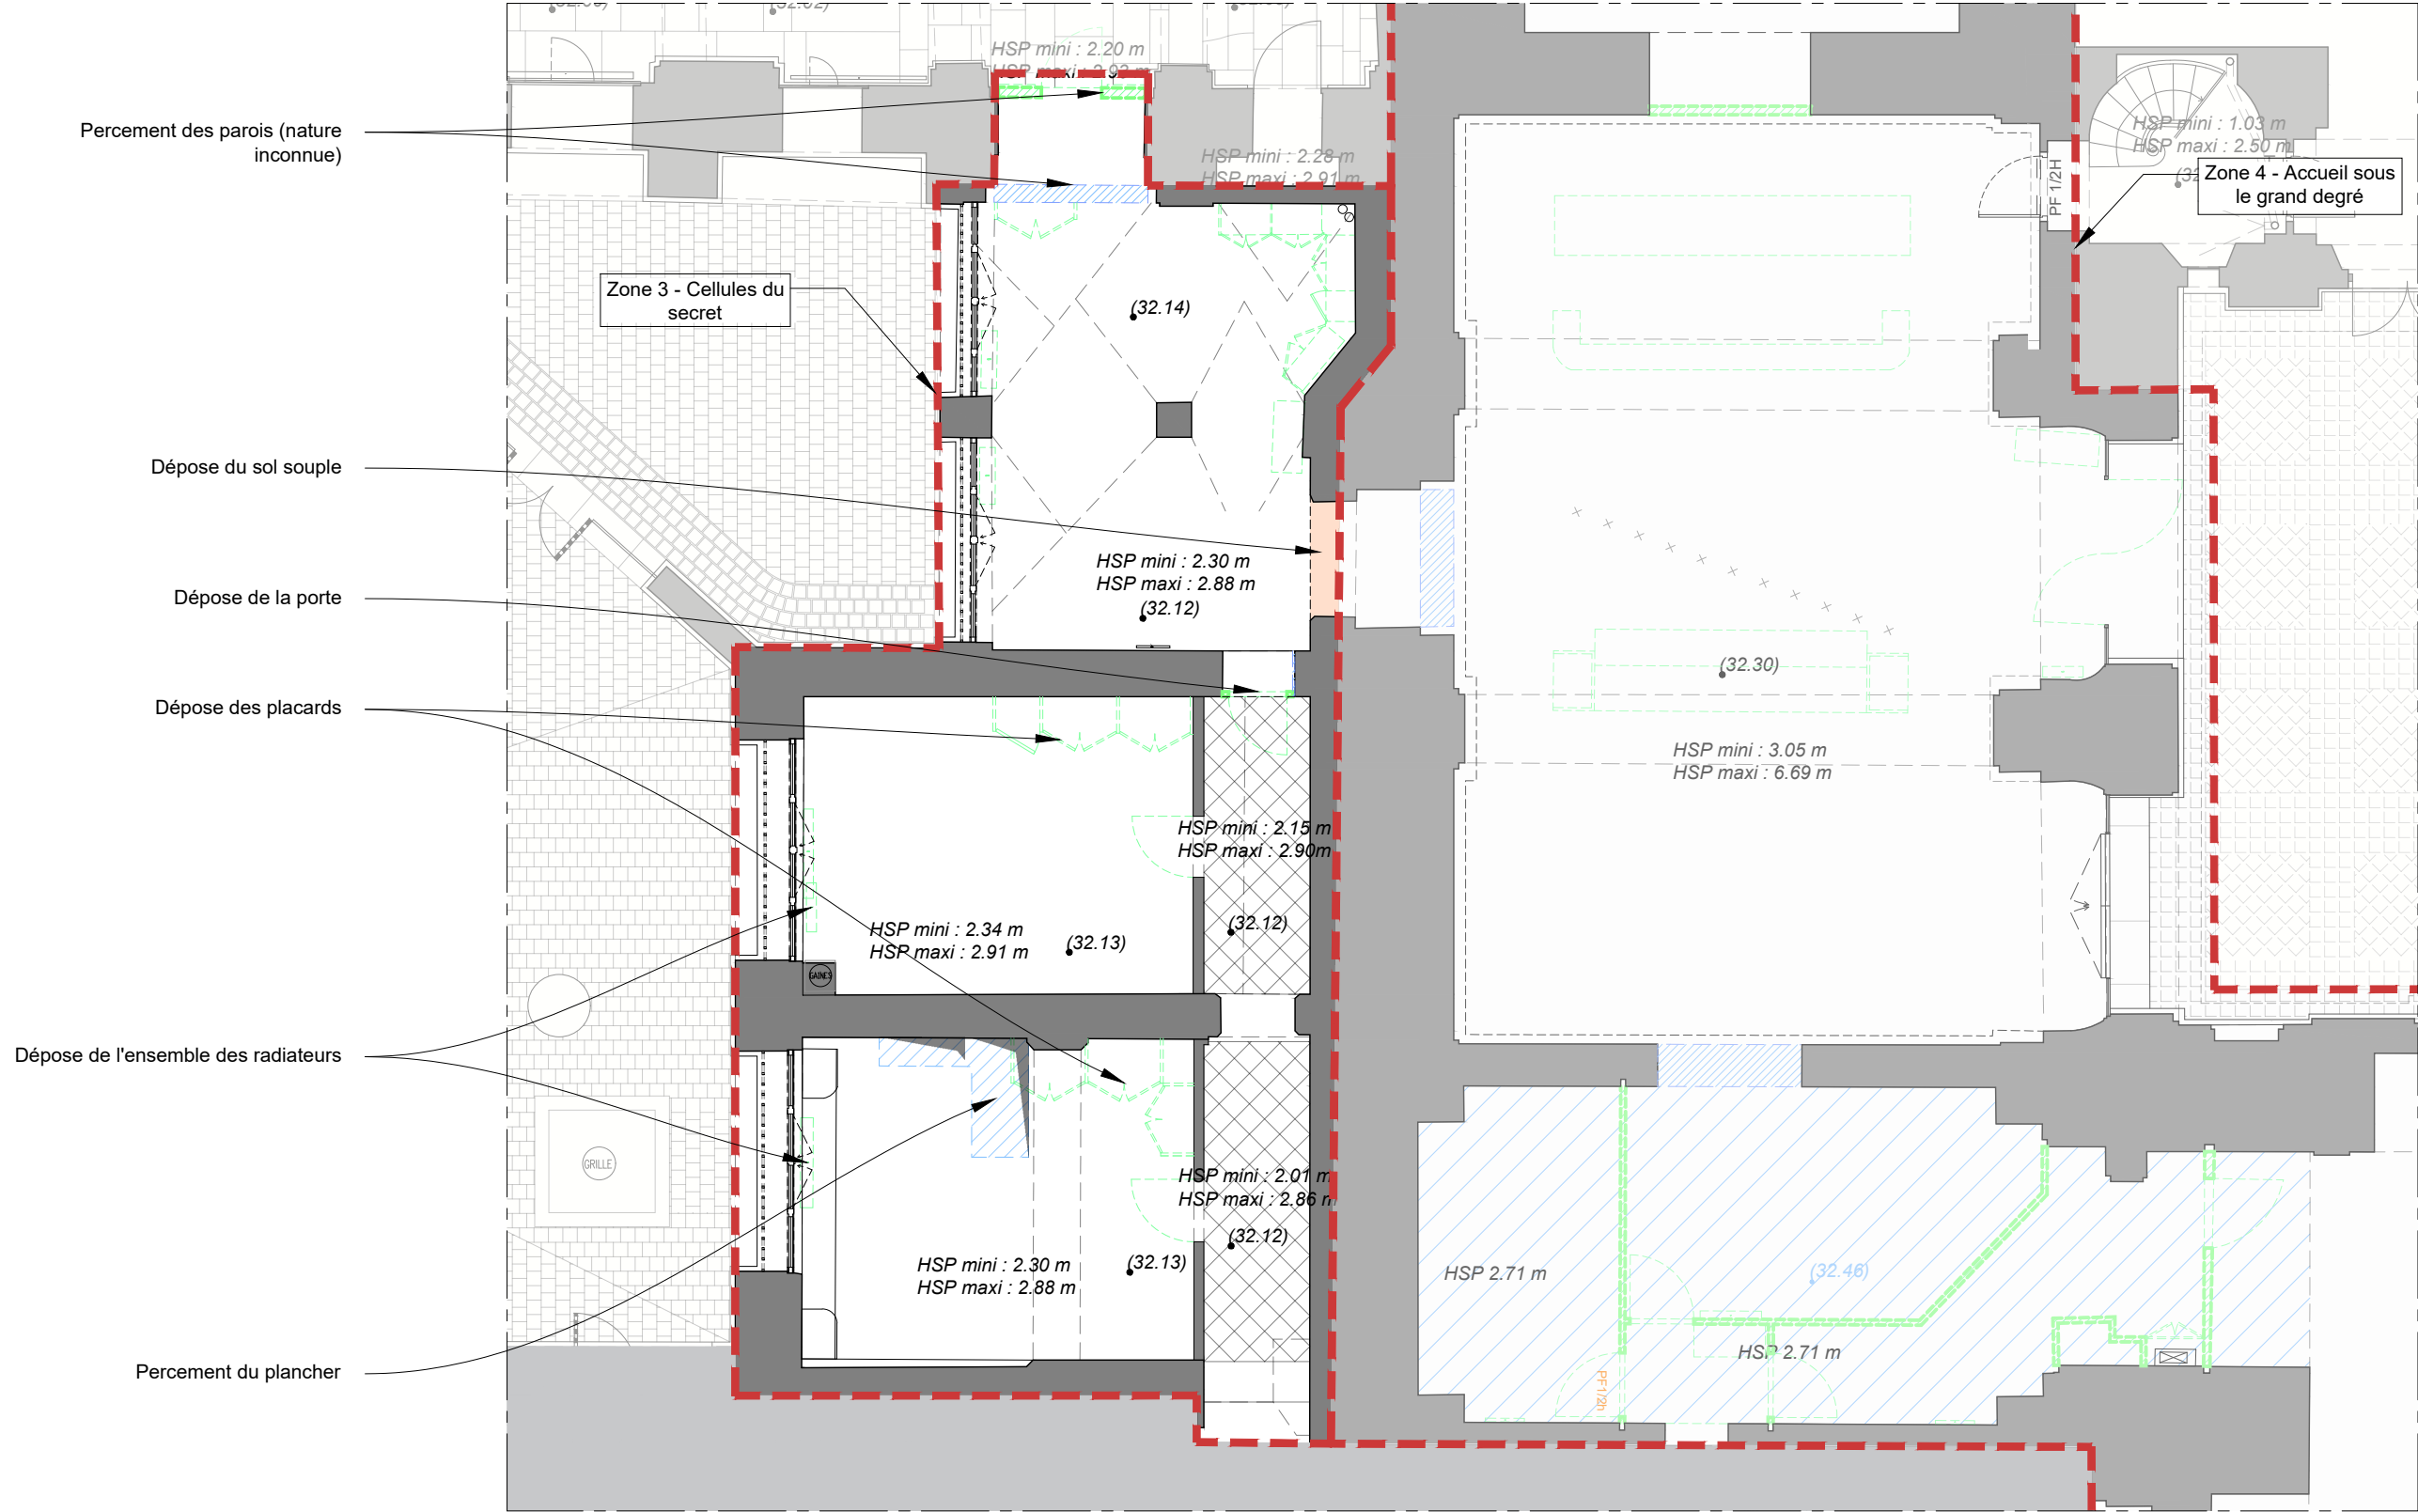 HSP mini : 2.20 m
Percement des parois (nature
inconnue)
HSP mini : 1.03 m
HSP maxi : 2.50 m
HSP mini : 2.28 m
HSP maxi : 2.91 m
PF 1/2H
Zone 4 - Accueil sous
le grand degré
Zone 3 - Cellules du
secret
(32.14)
Dépose du sol souple
HSP mini : 2.30 m
HSP maxi : 2.88 m
(32.12)
Dépose de la porte
(32.30)
Dépose des placards
HSP mini : 3.05 m
HSP maxi : 6.69 m
HSP mini : 2.15 m
HSP maxi : 2.90m
HSP mini : 2.34 m
HSP maxi : 2.91 m
(32.13)
(32.12)
GAINES
Dépose de l'ensemble des radiateurs
GRILLE
HSP mini : 2.01 m
HSP maxi : 2.86 m
(32.12)
HSP mini : 2.30 m
HSP maxi : 2.88 m
(32.13)
HSP 2.71 m
(32.46)
HSP 2.71 m
PF1/2h
Percement du plancher